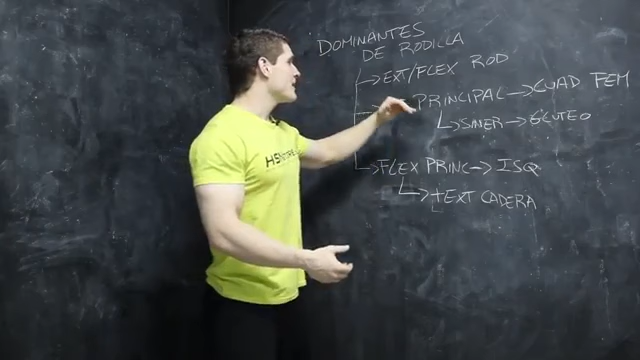 DOMINANTES
DE RODILLA
EXT/FLEX ROD
PRINCIPAL → CUAD FEM
SINER → GLUTEO
FLEX PRINC → ISQ
+EXT CADERA